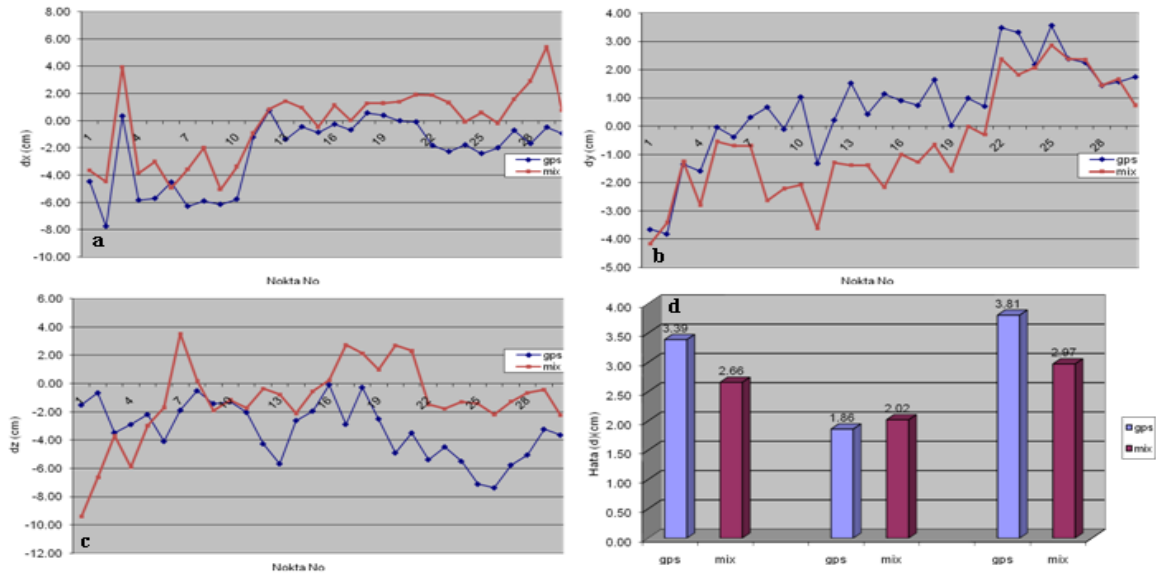 8.00
6.00
4.00
2.00
0.00
-2.00
-4.00
-6.00
-8.00
-10.00
dx (cm)
1 4 7 10 13 16 19 22 25 28
gps
mix
a
Nokta No
4.00
3.00
2.00
1.00
0.00
-1.00
-2.00
-3.00
-4.00
-5.00
dy (cm)
1 4 7 10 13 16 19 22 25 28
gps
mix
b
Nokta No
6.00
4.00
2.00
0.00
-2.00
-4.00
-6.00
-8.00
-10.00
-12.00
dz (cm)
1 4 7 10 13 16 19 22 25 28
gps
mix
c
Nokta No
d
4.00
3.50
3.00
2.50
2.00
1.50
1.00
0.50
0.00
Hata (d)(cm)
3.39
2.66
1.86
2.02
3.81
2.97
gps mix gps mix gps mix
gps
mix